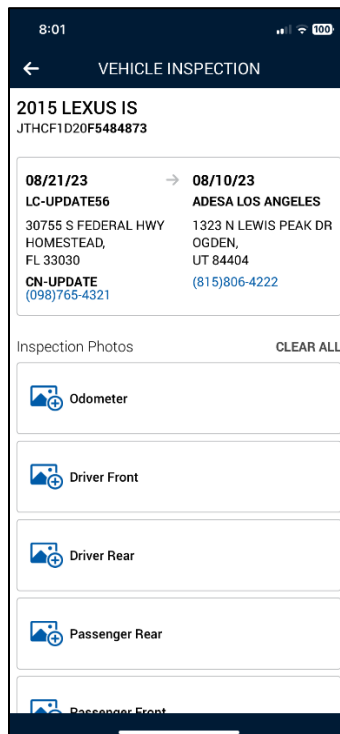 8:01
100
VEHICLE INSPECTION
2015 LEXUS IS
JTHCF1D20F5484873
08/21/23
LC-UPDATE56
30755 S FEDERAL HWY
HOMESTEAD,
FL 33030
CN-UPDATE
(098)765-4321
08/10/23
ADESA LOS ANGELES
1323 N LEWIS PEAK DR
OGDEN,
UT 84404
(815)806-4222
Inspection Photos
CLEAR ALL
Odometer
Driver Front
Driver Rear
Passenger Rear
Passenger Front